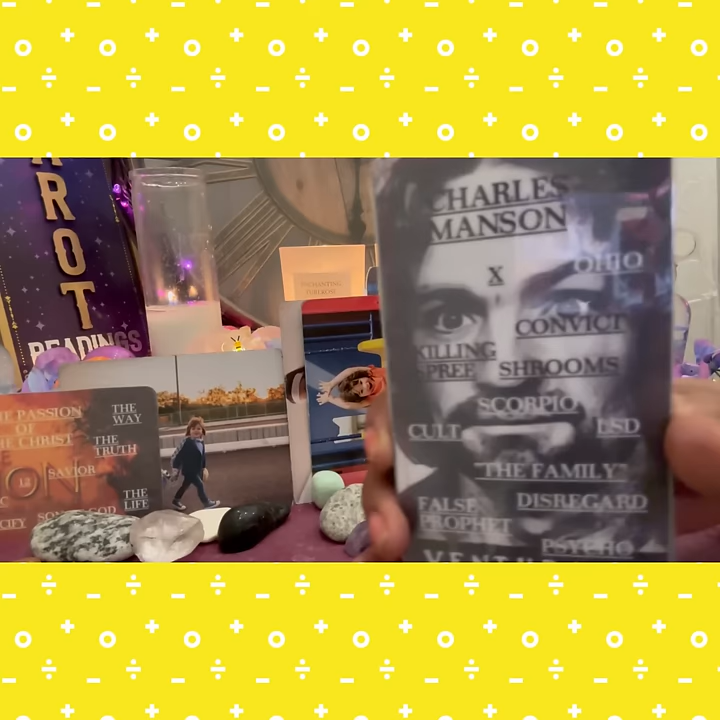 AROT
READINGS
ENCHANTING
THE PASSION
OF
THE CHRIST
THE
WAY
THE
TRUTH
SAVIOR
12
THE
LIFE
CHARLES
MANSON
X
OHIO
CONVICT
KILLING
SPREE
SHROOMS
SCORPIO
CULT
LSD
"THE FAMILY"
FALSE
PROPHET
DISREGARD
PSYCHO